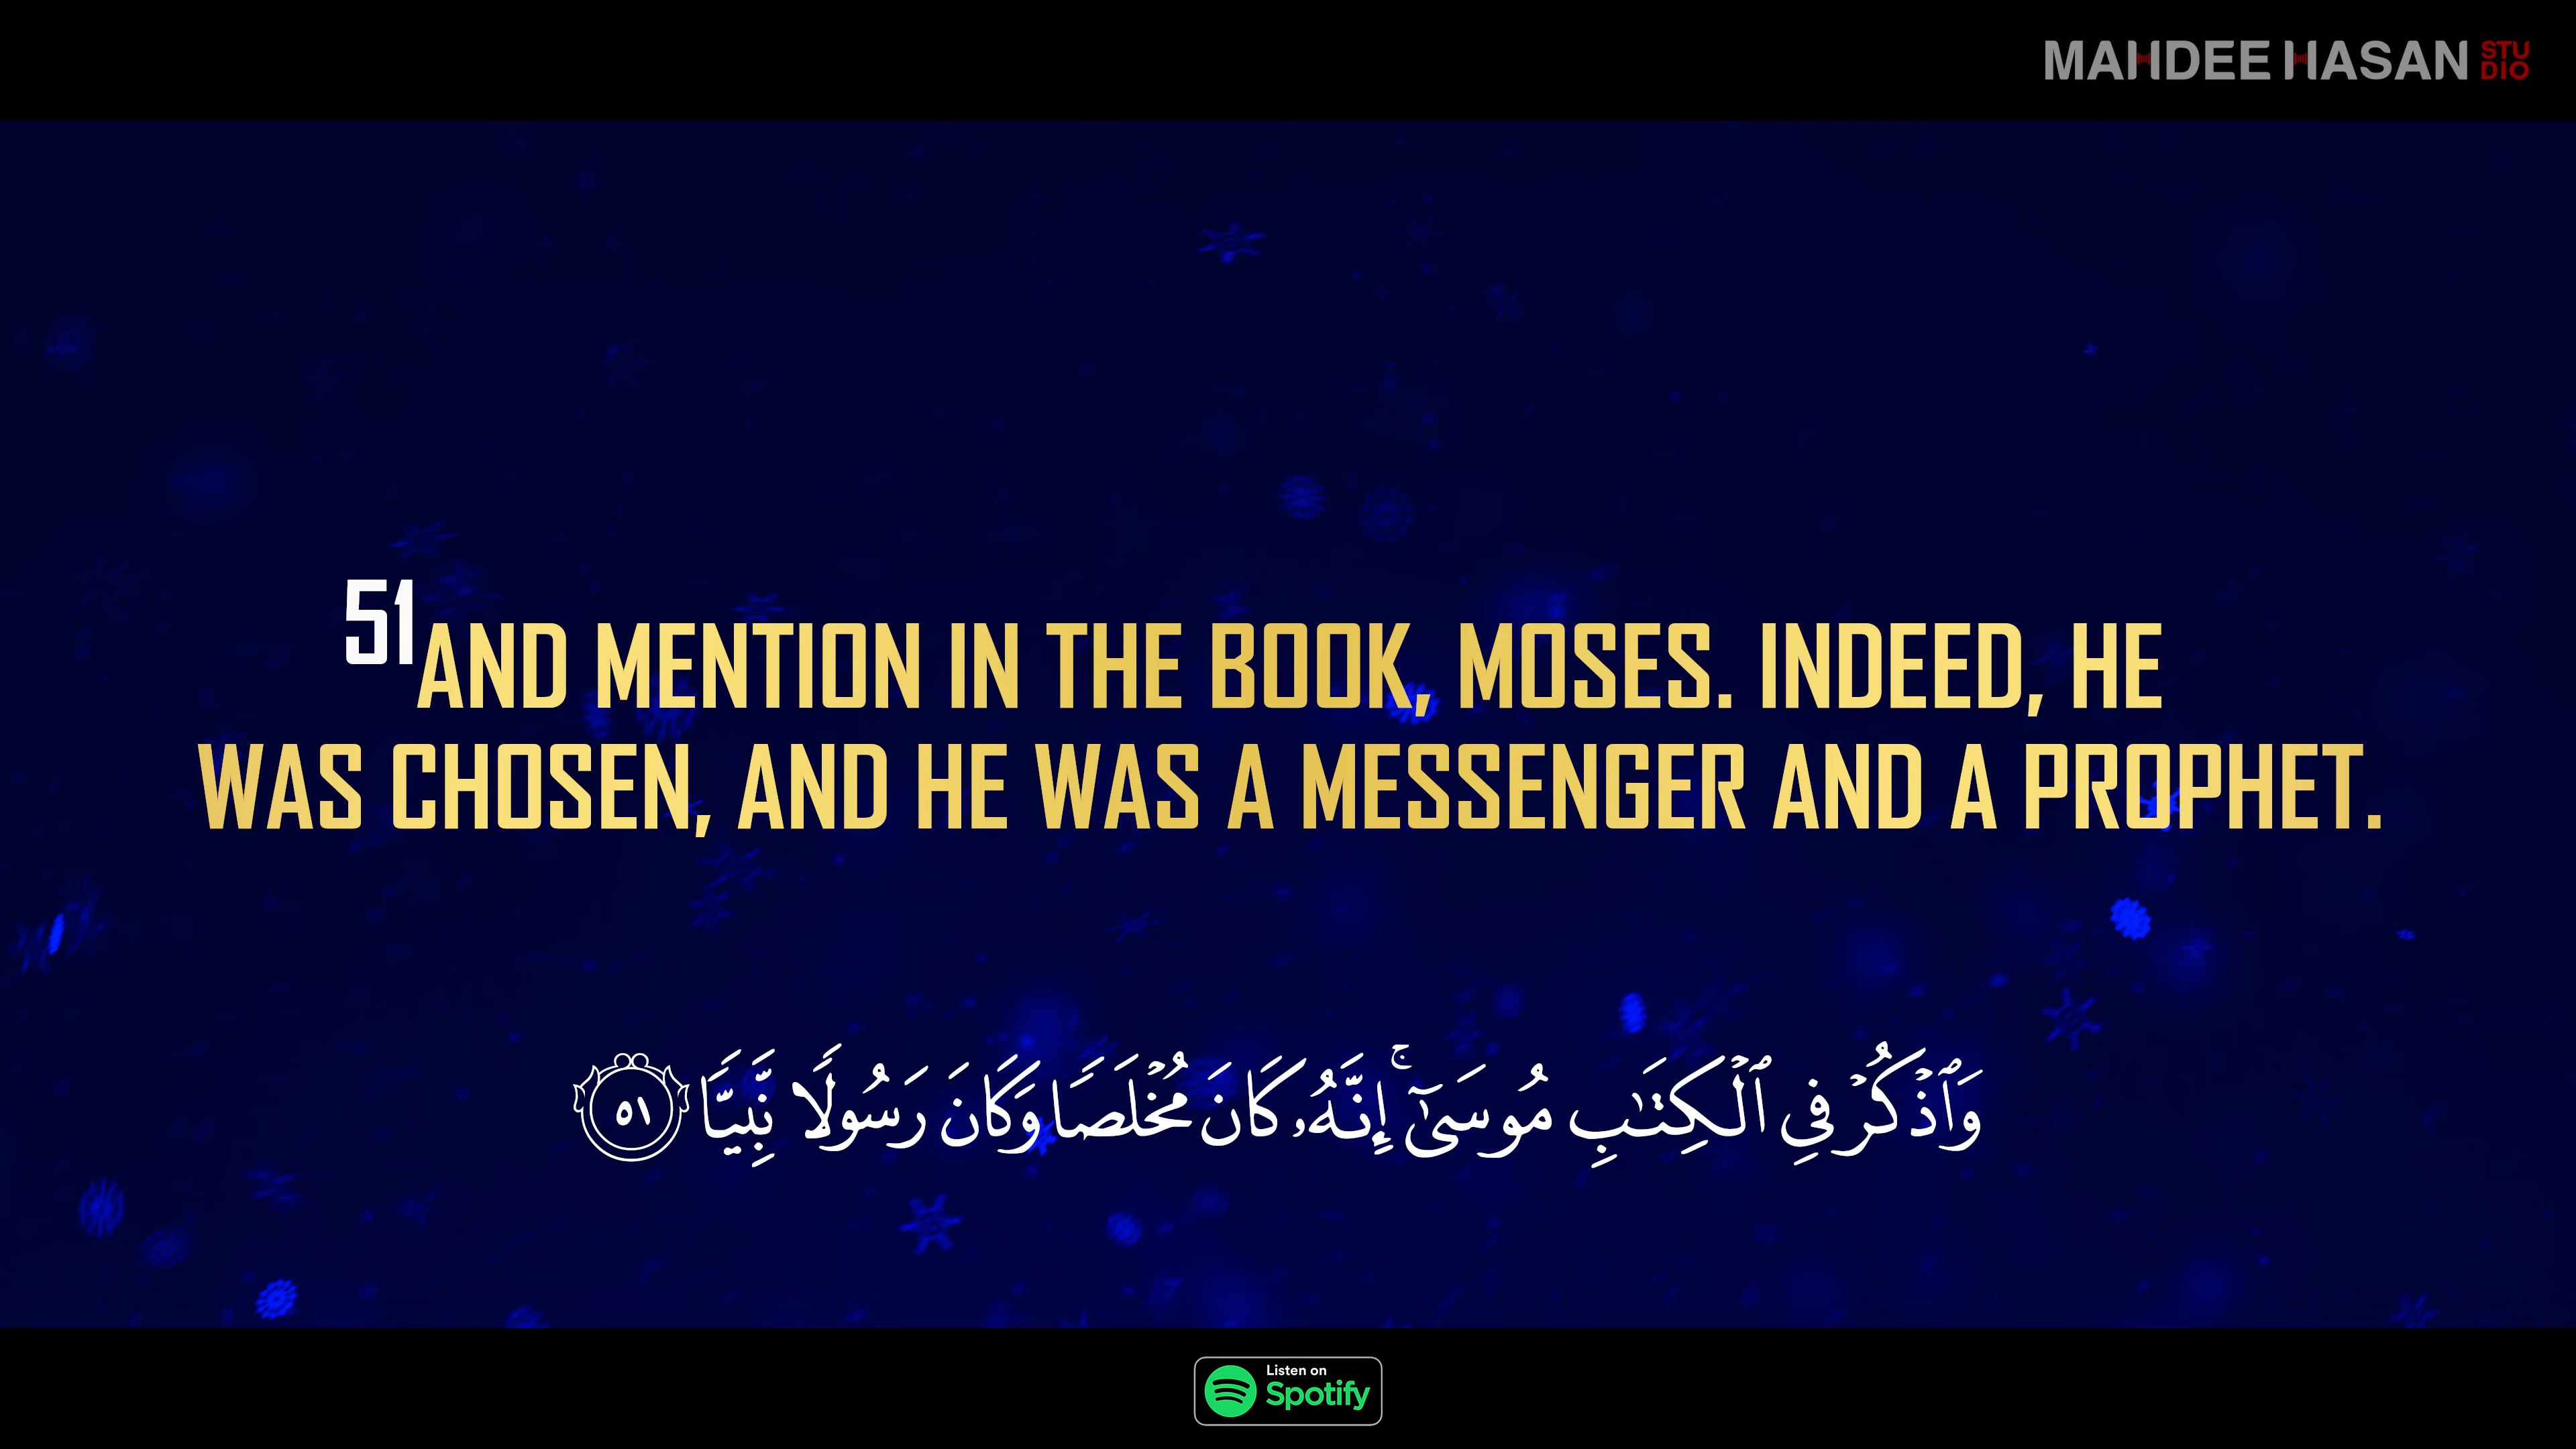 MAHDEE HASAN STUDIO
51AND MENTION IN THE BOOK, MOSES. INDEED, HE
WAS CHOSEN, AND HE WAS A MESSENGER AND A PROPHET.
وَٱذۡكُرۡ فِي ٱلۡكِتَٰبِ مُوسَىٰٓۚ إِنَّهُۥ كَانَ مُخۡلَصٗا وَكَانَ رَسُولٗا نَّبِيّٗا ٥١
Listen on
Spotify